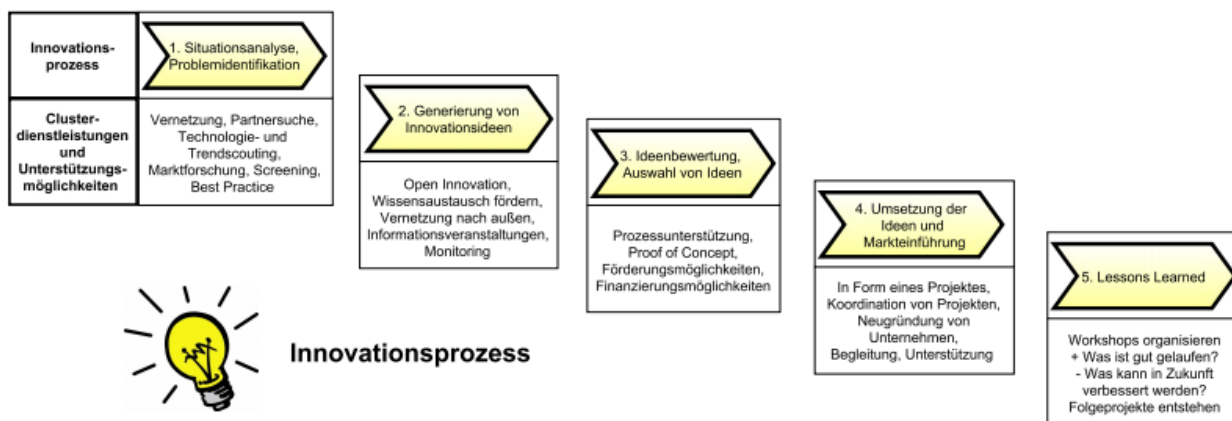 Innovations-
prozess
1. Situationsanalyse,
Problemidentifikation
Cluster-
dienstleistungen
und
Unterstützungs-
möglichkeiten
Vernetzung, Partnersuche,
Technologie- und
Trendscouting,
Marktforschung, Screening,
Best Practice
2. Generierung von
Innovationsideen
Open Innovation,
Wissensaustausch fördern,
Vernetzung nach außen,
Informationsveranstaltungen,
Monitoring
3. Ideenbewertung,
Auswahl von Ideen
Prozessunterstützung,
Proof of Concept,
Förderungsmöglichkeiten,
Finanzierungsmöglichkeiten
4. Umsetzung der
Ideen und
Markteinführung
In Form eines Projektes,
Koordination von Projekten,
Neugründung von
Unternehmen,
Begleitung, Unterstützung
5. Lessons Learned
Workshops organisieren
+ Was ist gut gelaufen?
- Was kann in Zukunft
verbessert werden?
Folgeprojekte entstehen
Innovationsprozess